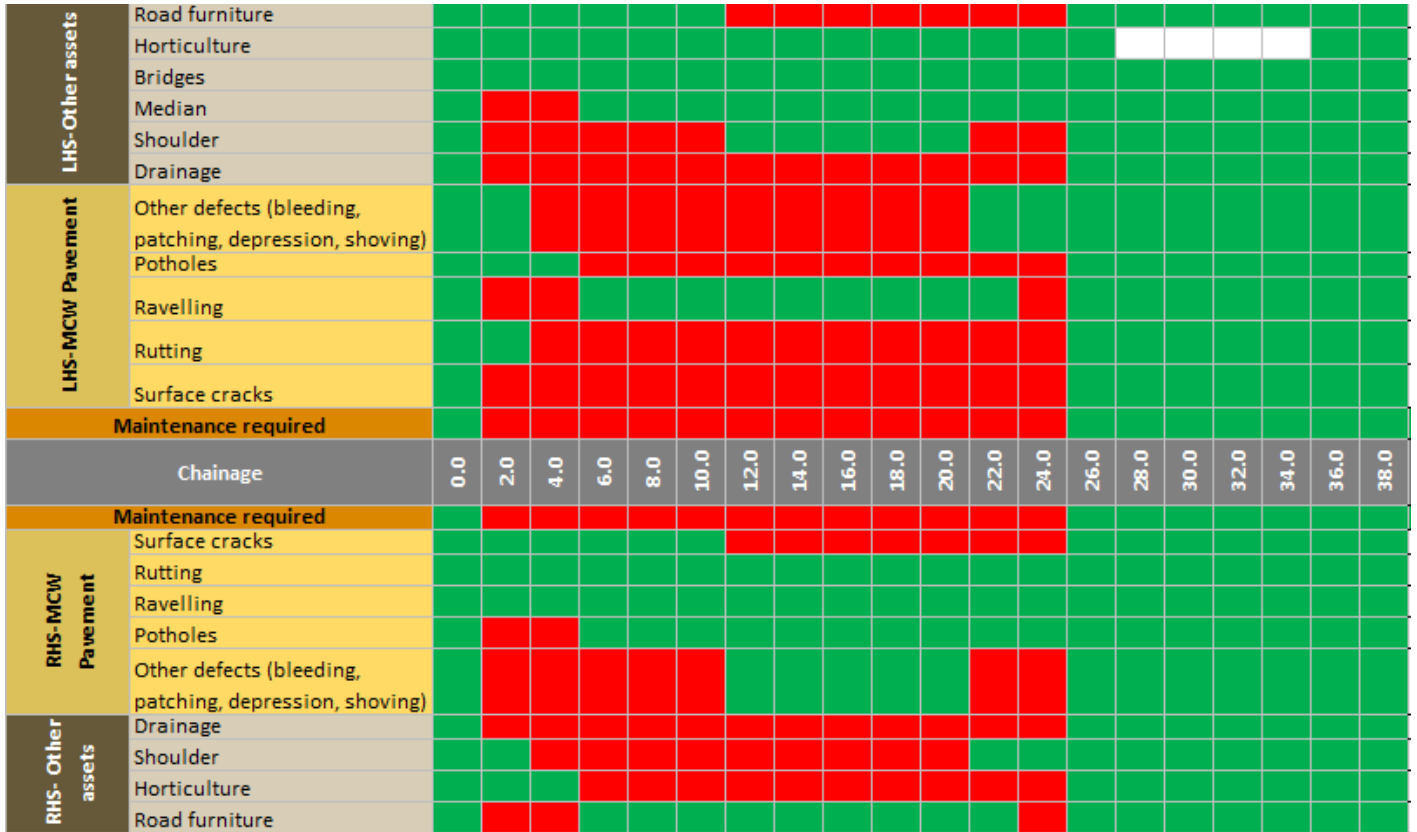 LHS-Other assets
Road furniture
Horticulture
Bridges
Median
Shoulder
Drainage
LHS-MCW Pavement
Other defects (bleeding,
patching, depression, shoving)
Potholes
Ravelling
Rutting
Surface cracks
Maintenance required
Chainage 0.0 2.0 4.0 6.0 8.0 10.0 12.0 14.0 16.0 18.0 20.0 22.0 24.0 26.0 28.0 30.0 32.0 34.0 36.0 38.0
Maintenance required
RHS-MCW
Pavement
Surface cracks
Rutting
Ravelling
Potholes
Other defects (bleeding,
patching, depression, shoving)
RHS- Other
assets
Drainage
Shoulder
Horticulture
Road furniture